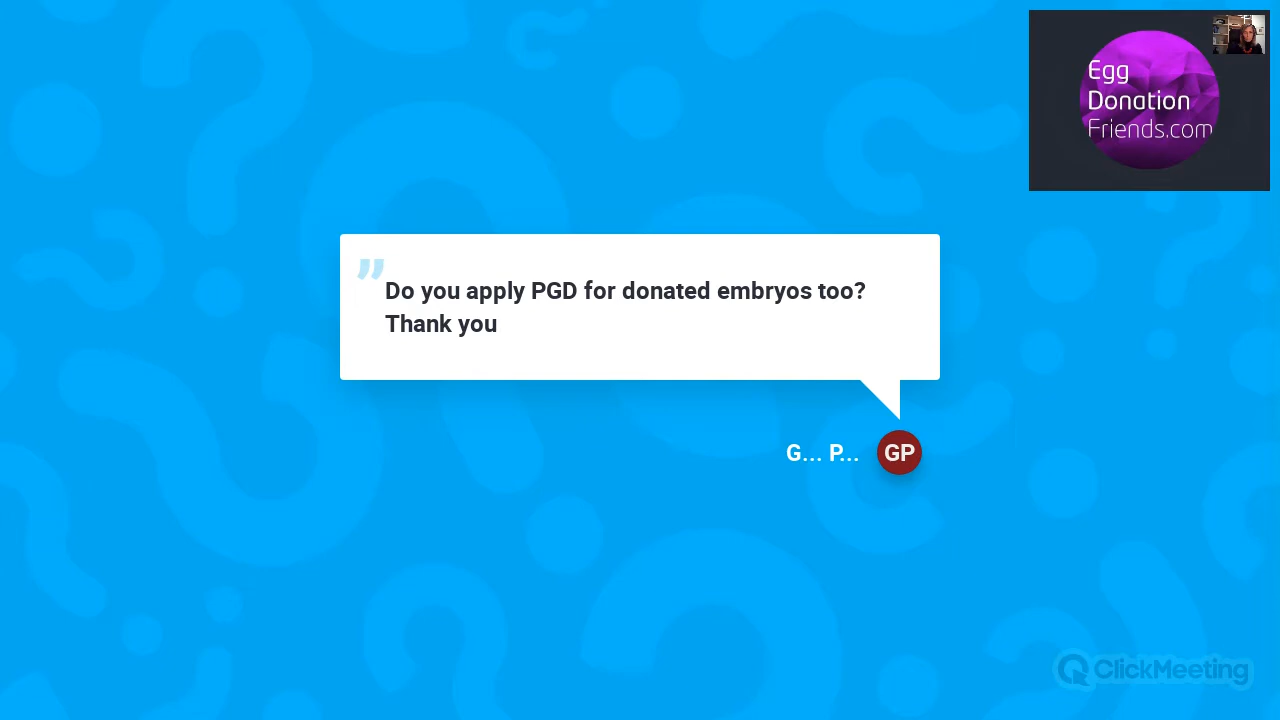 Egg
Donation
Friends.com
”
Do you apply PGD for donated embryos too?
Thank you
G... P...
GP
ClickMeeting